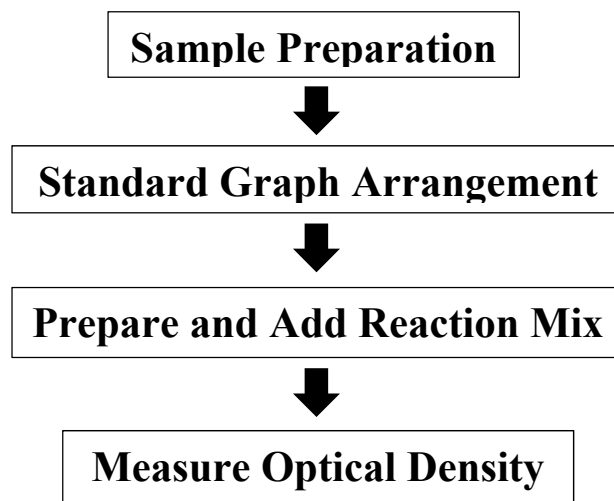 Sample Preparation
Standard Graph Arrangement
Prepare and Add Reaction Mix
Measure Optical Density